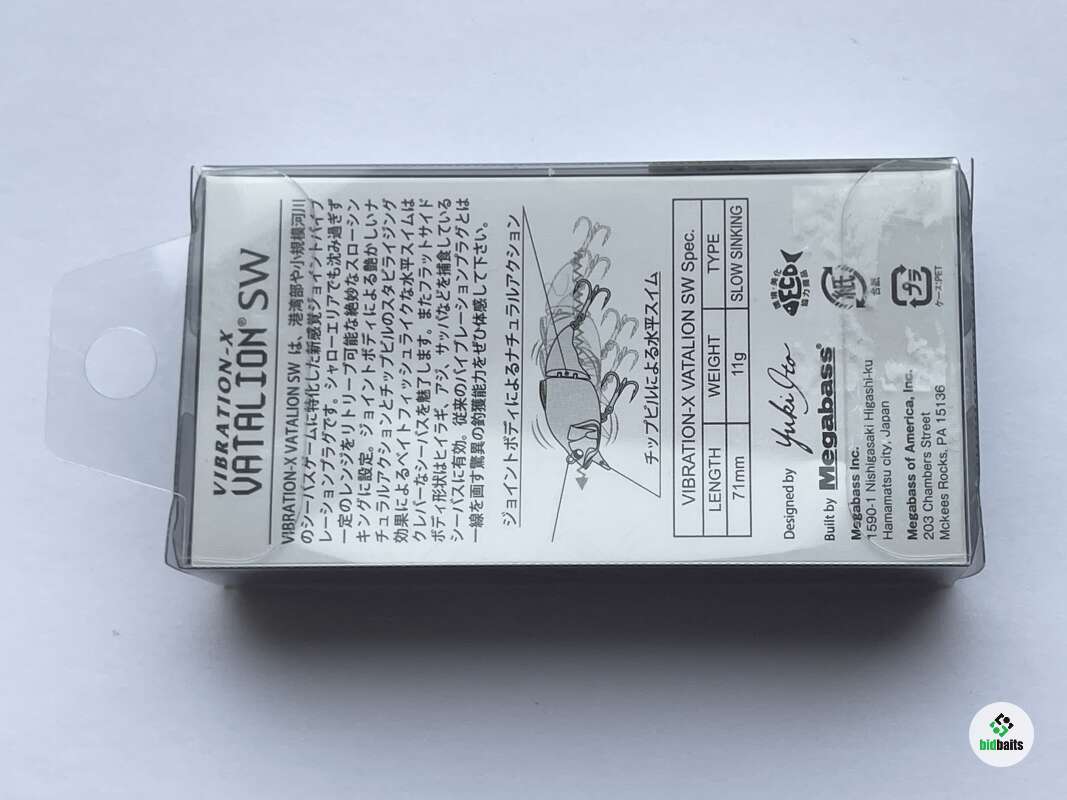 VIBRATION-X
VATALION® SW
VIBRATION-X VATALION SW は、港湾部や小規模河川
のシーバスゲームに特化した新感覚ジョイントバイブ
レーションプラグです。シャローエリアでも沈み過ぎず
一定のレンジをリトリーブ可能な絶妙なスローシン
キングに設定。ジョイントボディによる艶かしいナ
チュラルアクションとチップビルのスタビライジング
効果によるベイトフィッシュライクな水平スイムは
クレバーなシーバスを魅了します。またフラットサイド
ボディ形状はヒイラギ、アジ、サッパなどを捕食している
シーバスに有効。従来のバイブレーションプラグとは
一線を画す驚異の釣獲能力をぜひ体感して下さい。
ジョイントボディによるナチュラルアクション
チップビルによる水平スイム
VIBRATION-X VATALION SW Spec.
LENGTH WEIGHT TYPE
71mm 11g SLOW SINKING
Designed by Yuki Ito
Built by Megabass®
Megabass Inc.
1590-1 Nishigasaki Higashi-ku
Hamamatsu city, Japan
Megabass of America, Inc.
203 Chambers Street
Mckees Rocks, PA 15136
ECO
紙
台紙
プラ
ケース:PET
bidbaits